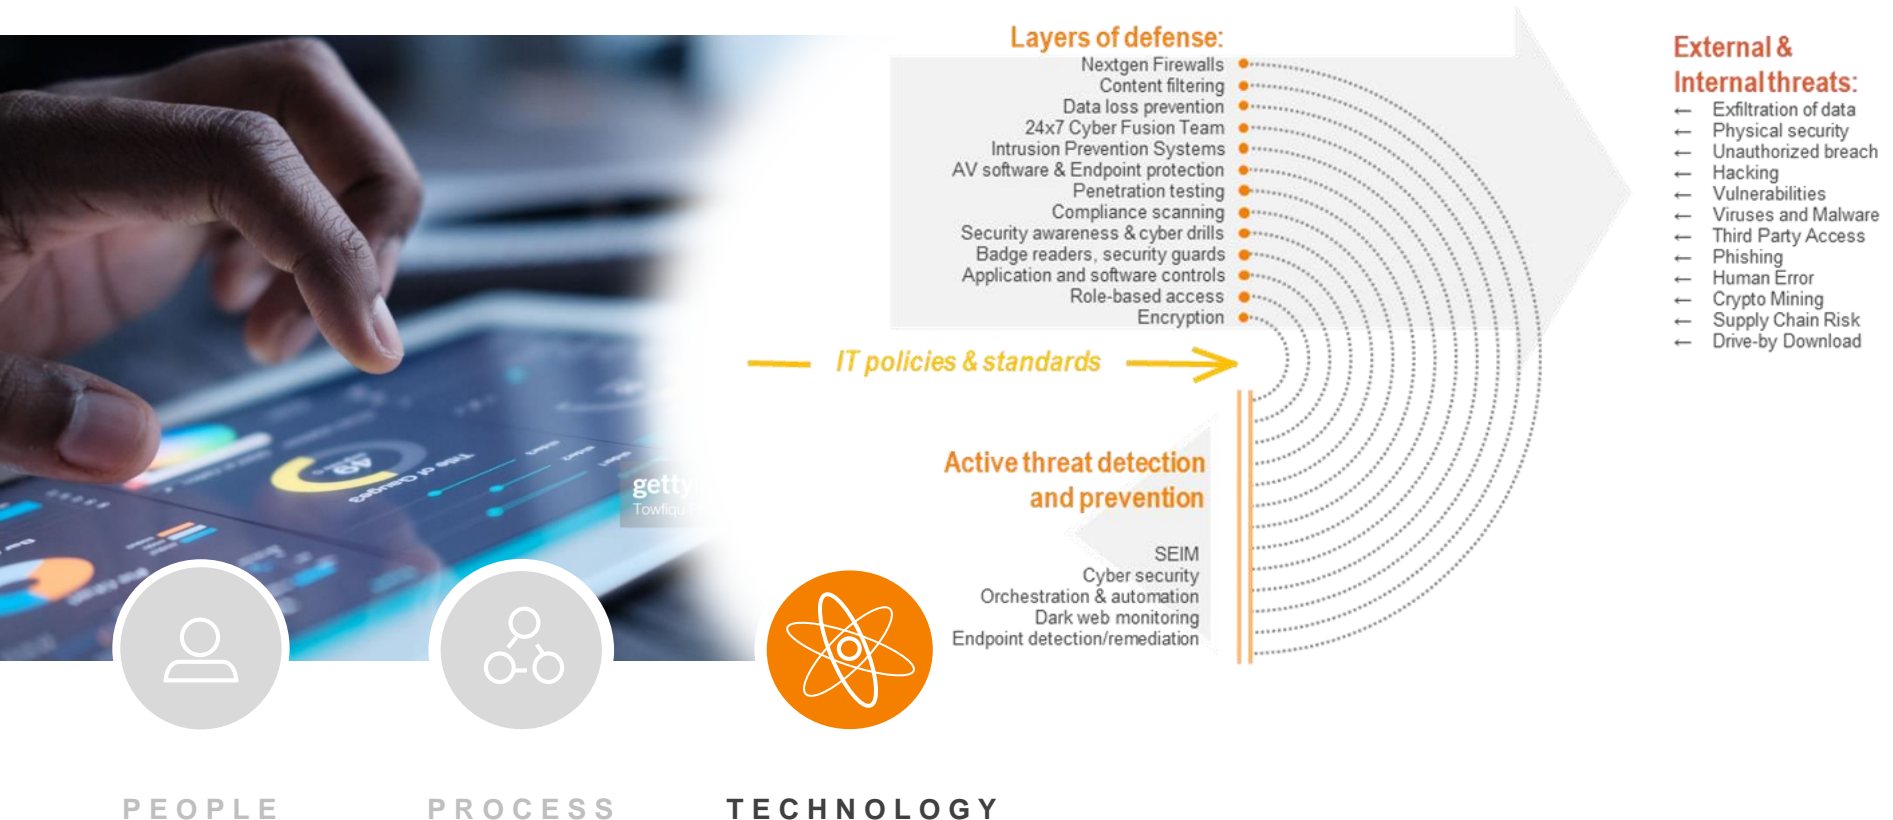 Layers of defense:
Nextgen Firewalls
Content filtering
Data loss prevention
24x7 Cyber Fusion Team
Intrusion Prevention Systems
AV software & Endpoint protection
Penetration testing
Compliance scanning
Security awareness & cyber drills
Badge readers, security guards
Application and software controls
Role-based access
Encryption
IT policies & standards
Active threat detection
and prevention
SEIM
Cyber security
Orchestration & automation
Dark web monitoring
Endpoint detection/remediation
External &
Internal threats:
← Exfiltration of data
← Physical security
← Unauthorized breach
← Hacking
← Vulnerabilities
← Viruses and Malware
← Third Party Access
← Phishing
← Human Error
← Crypto Mining
← Supply Chain Risk
← Drive-by Download
getty
Title of Gauges
49
PEOPLE
PROCESS
TECHNOLOGY